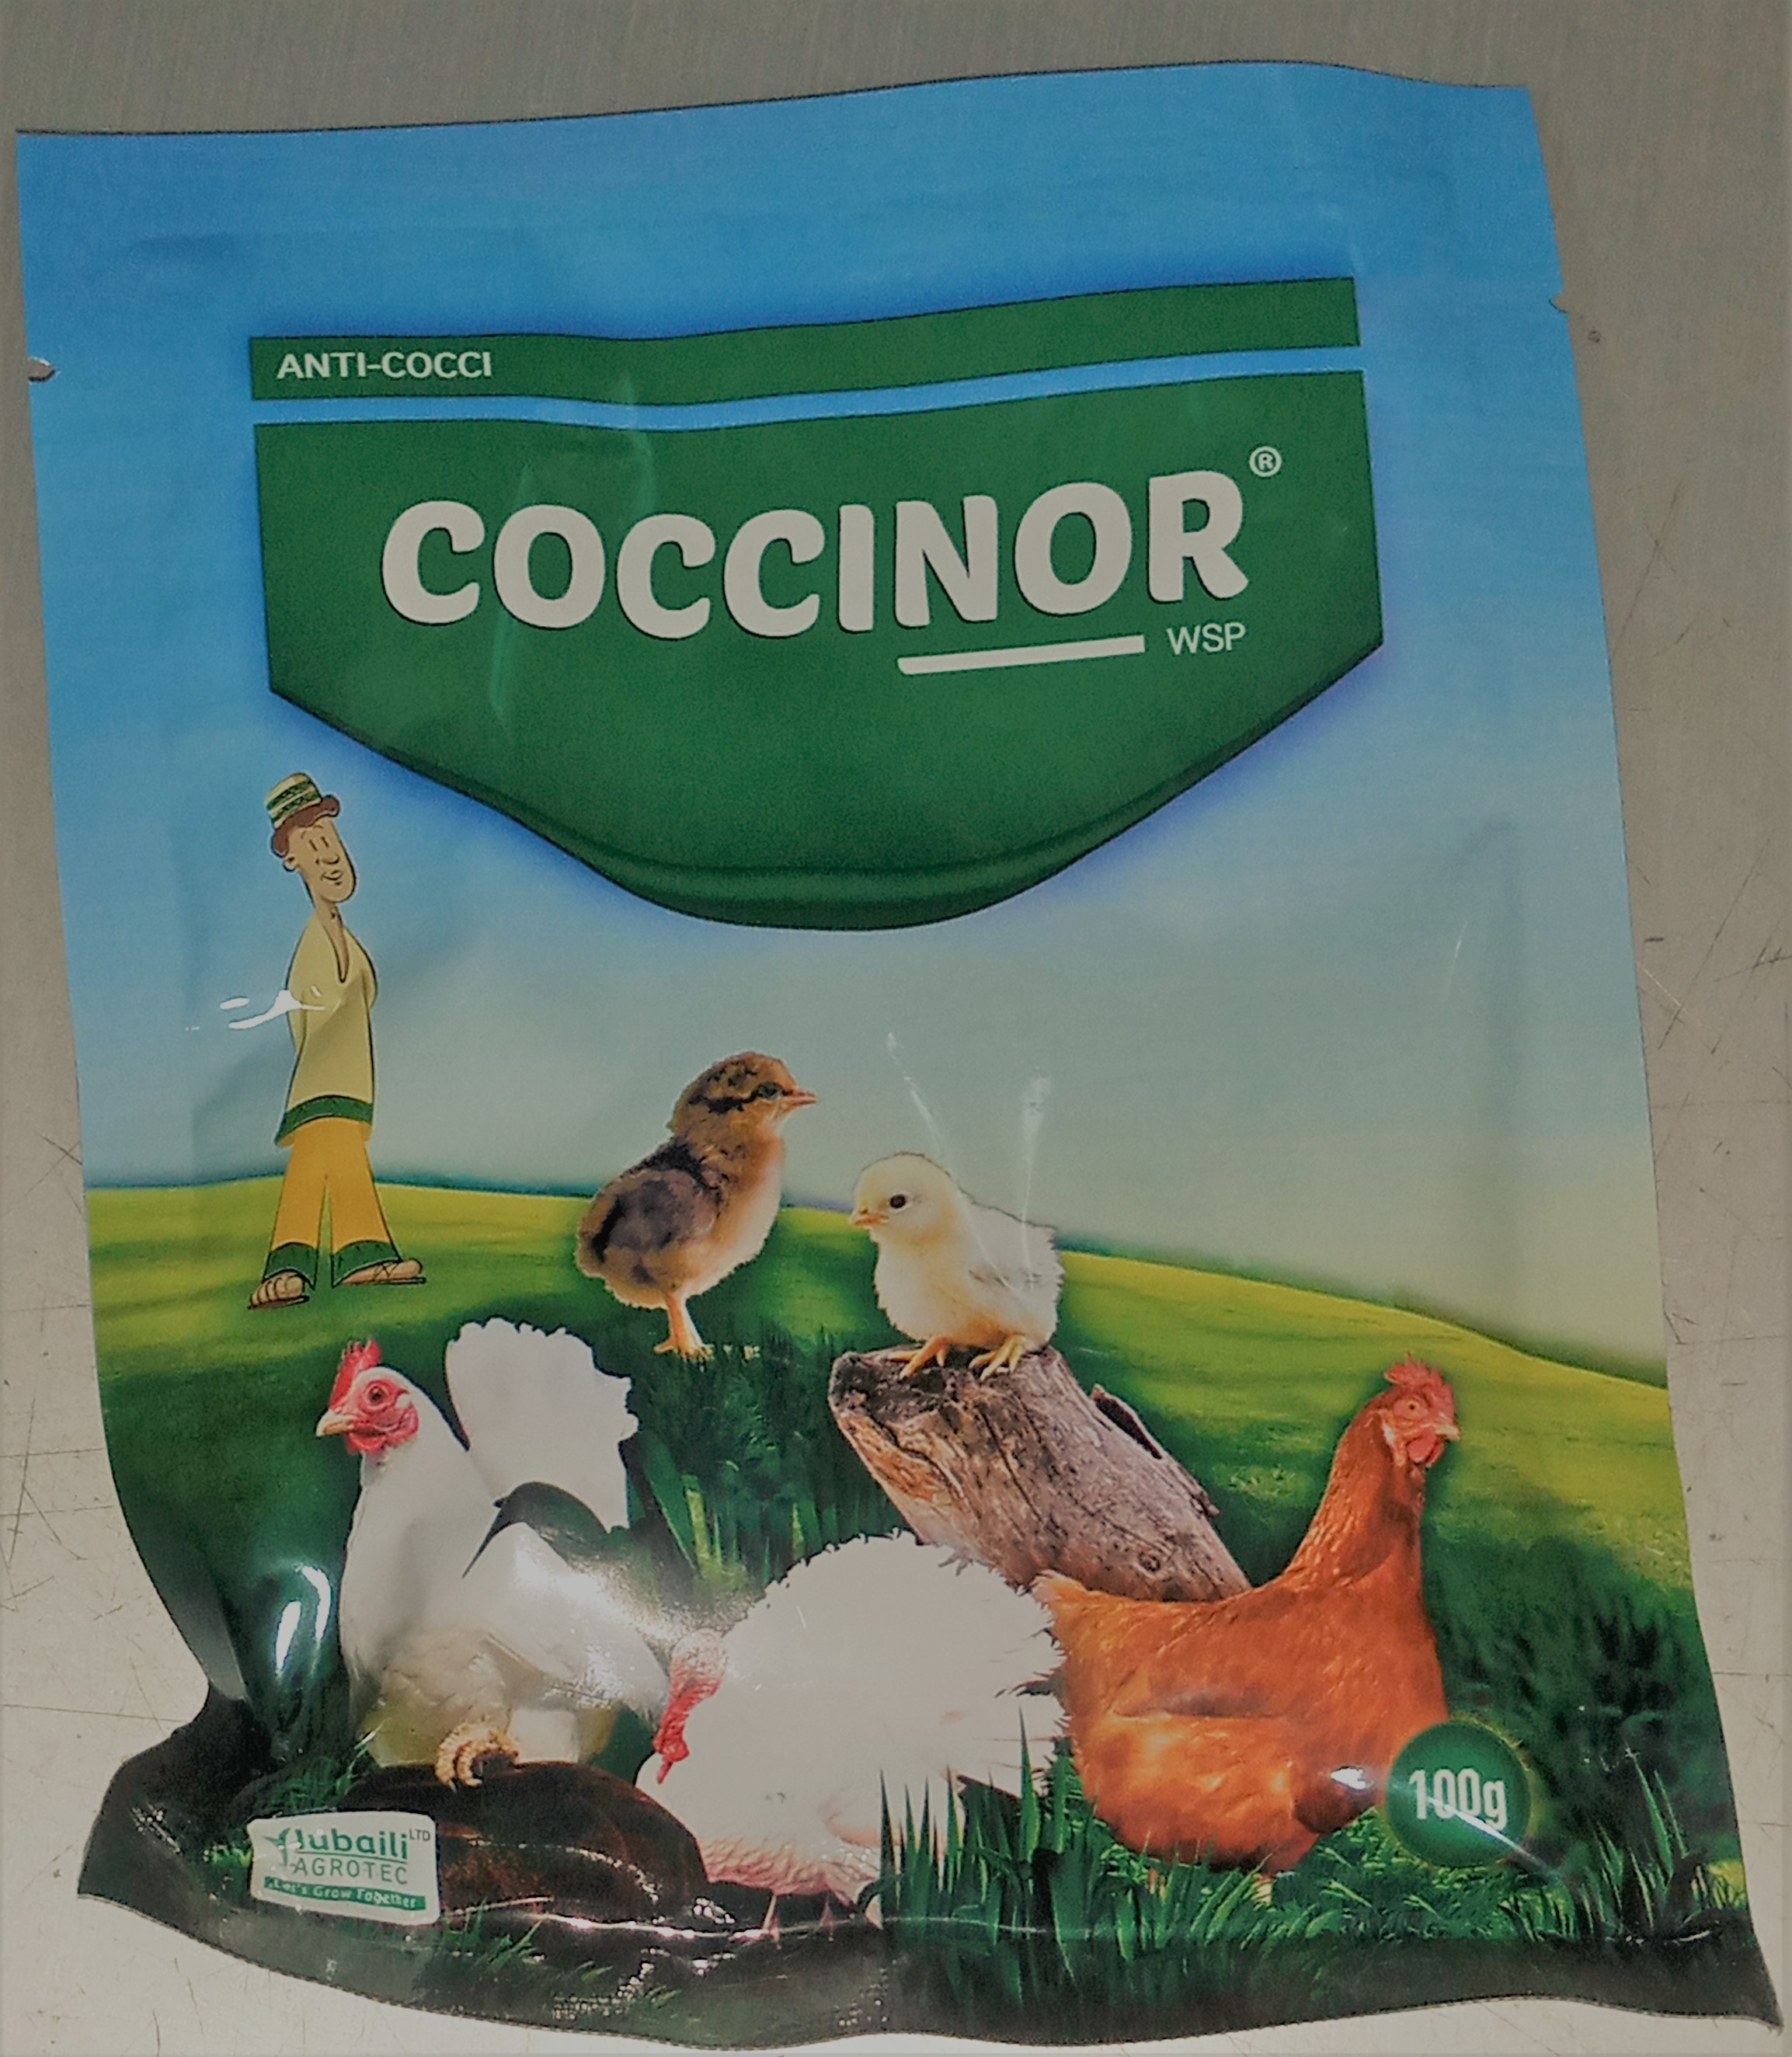 ANTI-COCCI
COCCINOR®
WSP
100g
Jubaili LTD
AGROTEC
Let's Grow Together